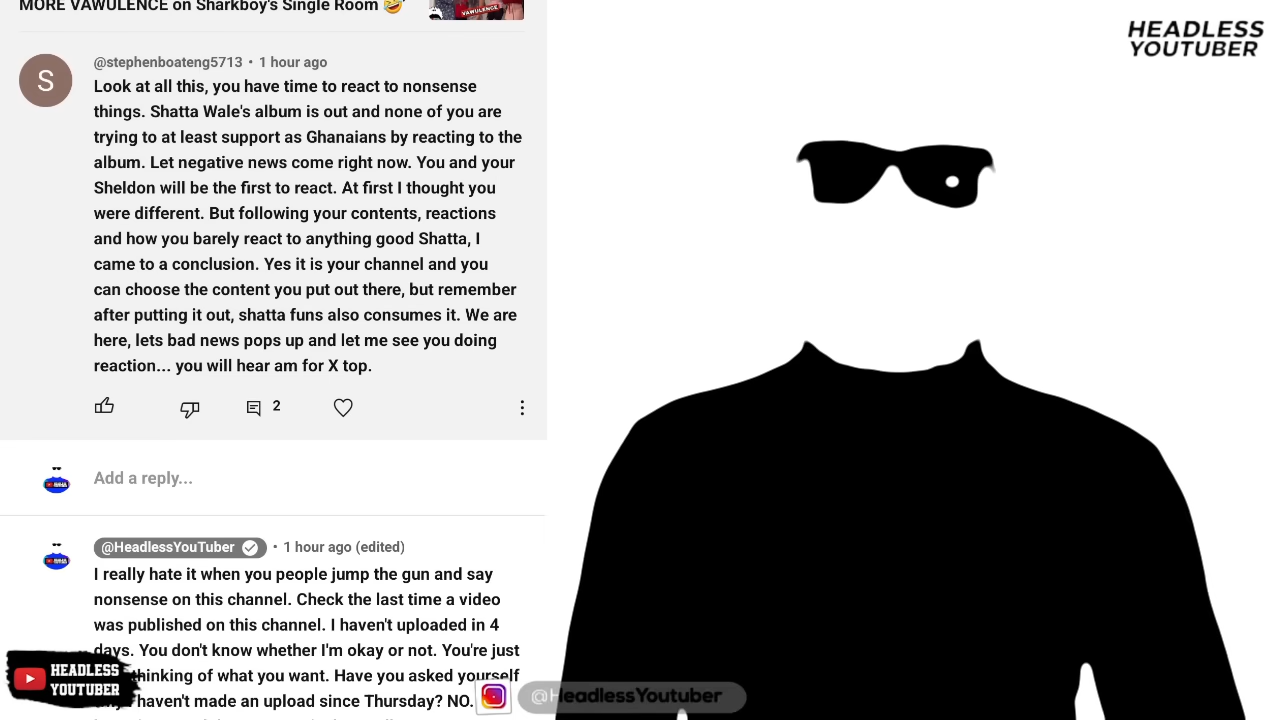 MORE VAWULENCE on Sharkboy's Single Room 🤣
VAWULENCE
HEADLESS
YOUTUBER
S
@stephenboateng5713 • 1 hour ago
Look at all this, you have time to react to nonsense
things. Shatta Wale's album is out and none of you are
trying to at least support as Ghanaians by reacting to the
album. Let negative news come right now. You and your
Sheldon will be the first to react. At first I thought you
were different. But following your contents, reactions
and how you barely react to anything good Shatta, I
came to a conclusion. Yes it is your channel and you
can choose the content you put out there, but remember
after putting it out, shatta funs also consumes it. We are
here, lets bad news pops up and let me see you doing
reaction... you will hear am for X top.
2
Add a reply...
@HeadlessYouTuber • 1 hour ago (edited)
I really hate it when you people jump the gun and say
nonsense on this channel. Check the last time a video
was published on this channel. I haven't uploaded in 4
days. You don't know whether I'm okay or not. You're just
thinking of what you want. Have you asked yourself
haven't made an upload since Thursday? NO.
HEADLESS
YOUTUBER
@HeadlessYoutuber